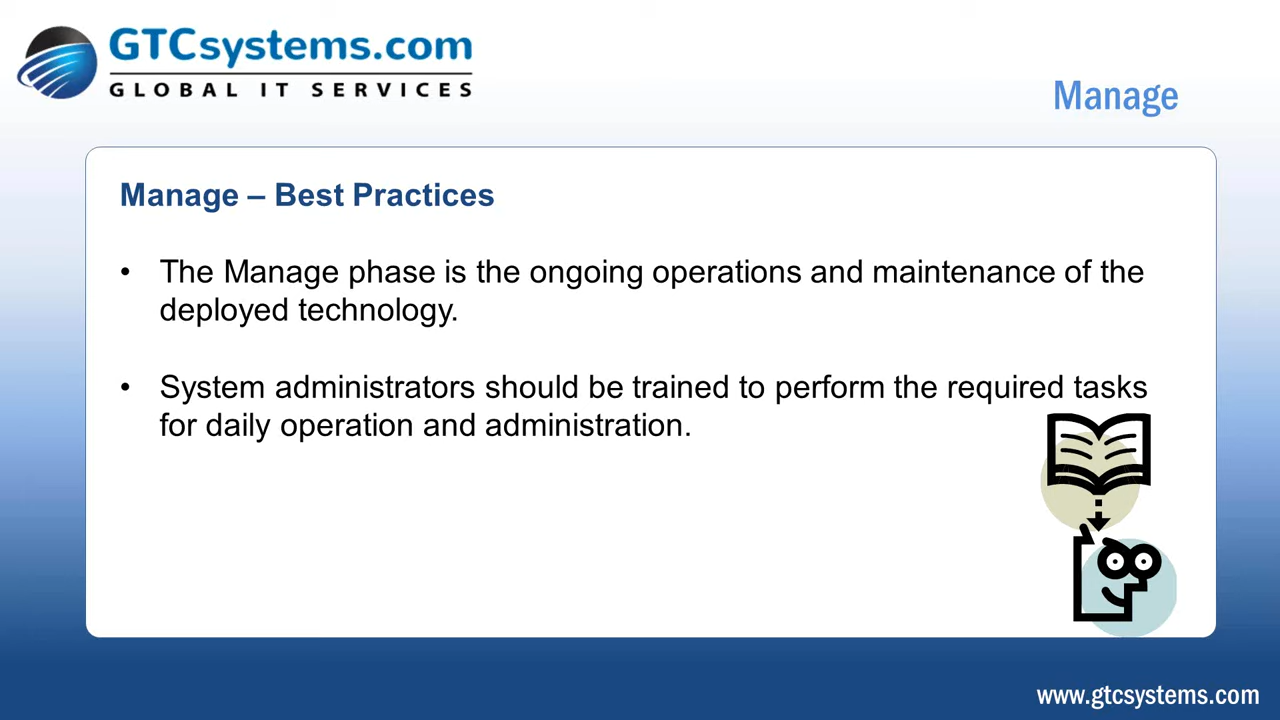 GTCsystems.com
GLOBAL IT SERVICES
Manage
Manage – Best Practices
• The Manage phase is the ongoing operations and maintenance of the
deployed technology.
• System administrators should be trained to perform the required tasks
for daily operation and administration.
www.gtcsystems.com